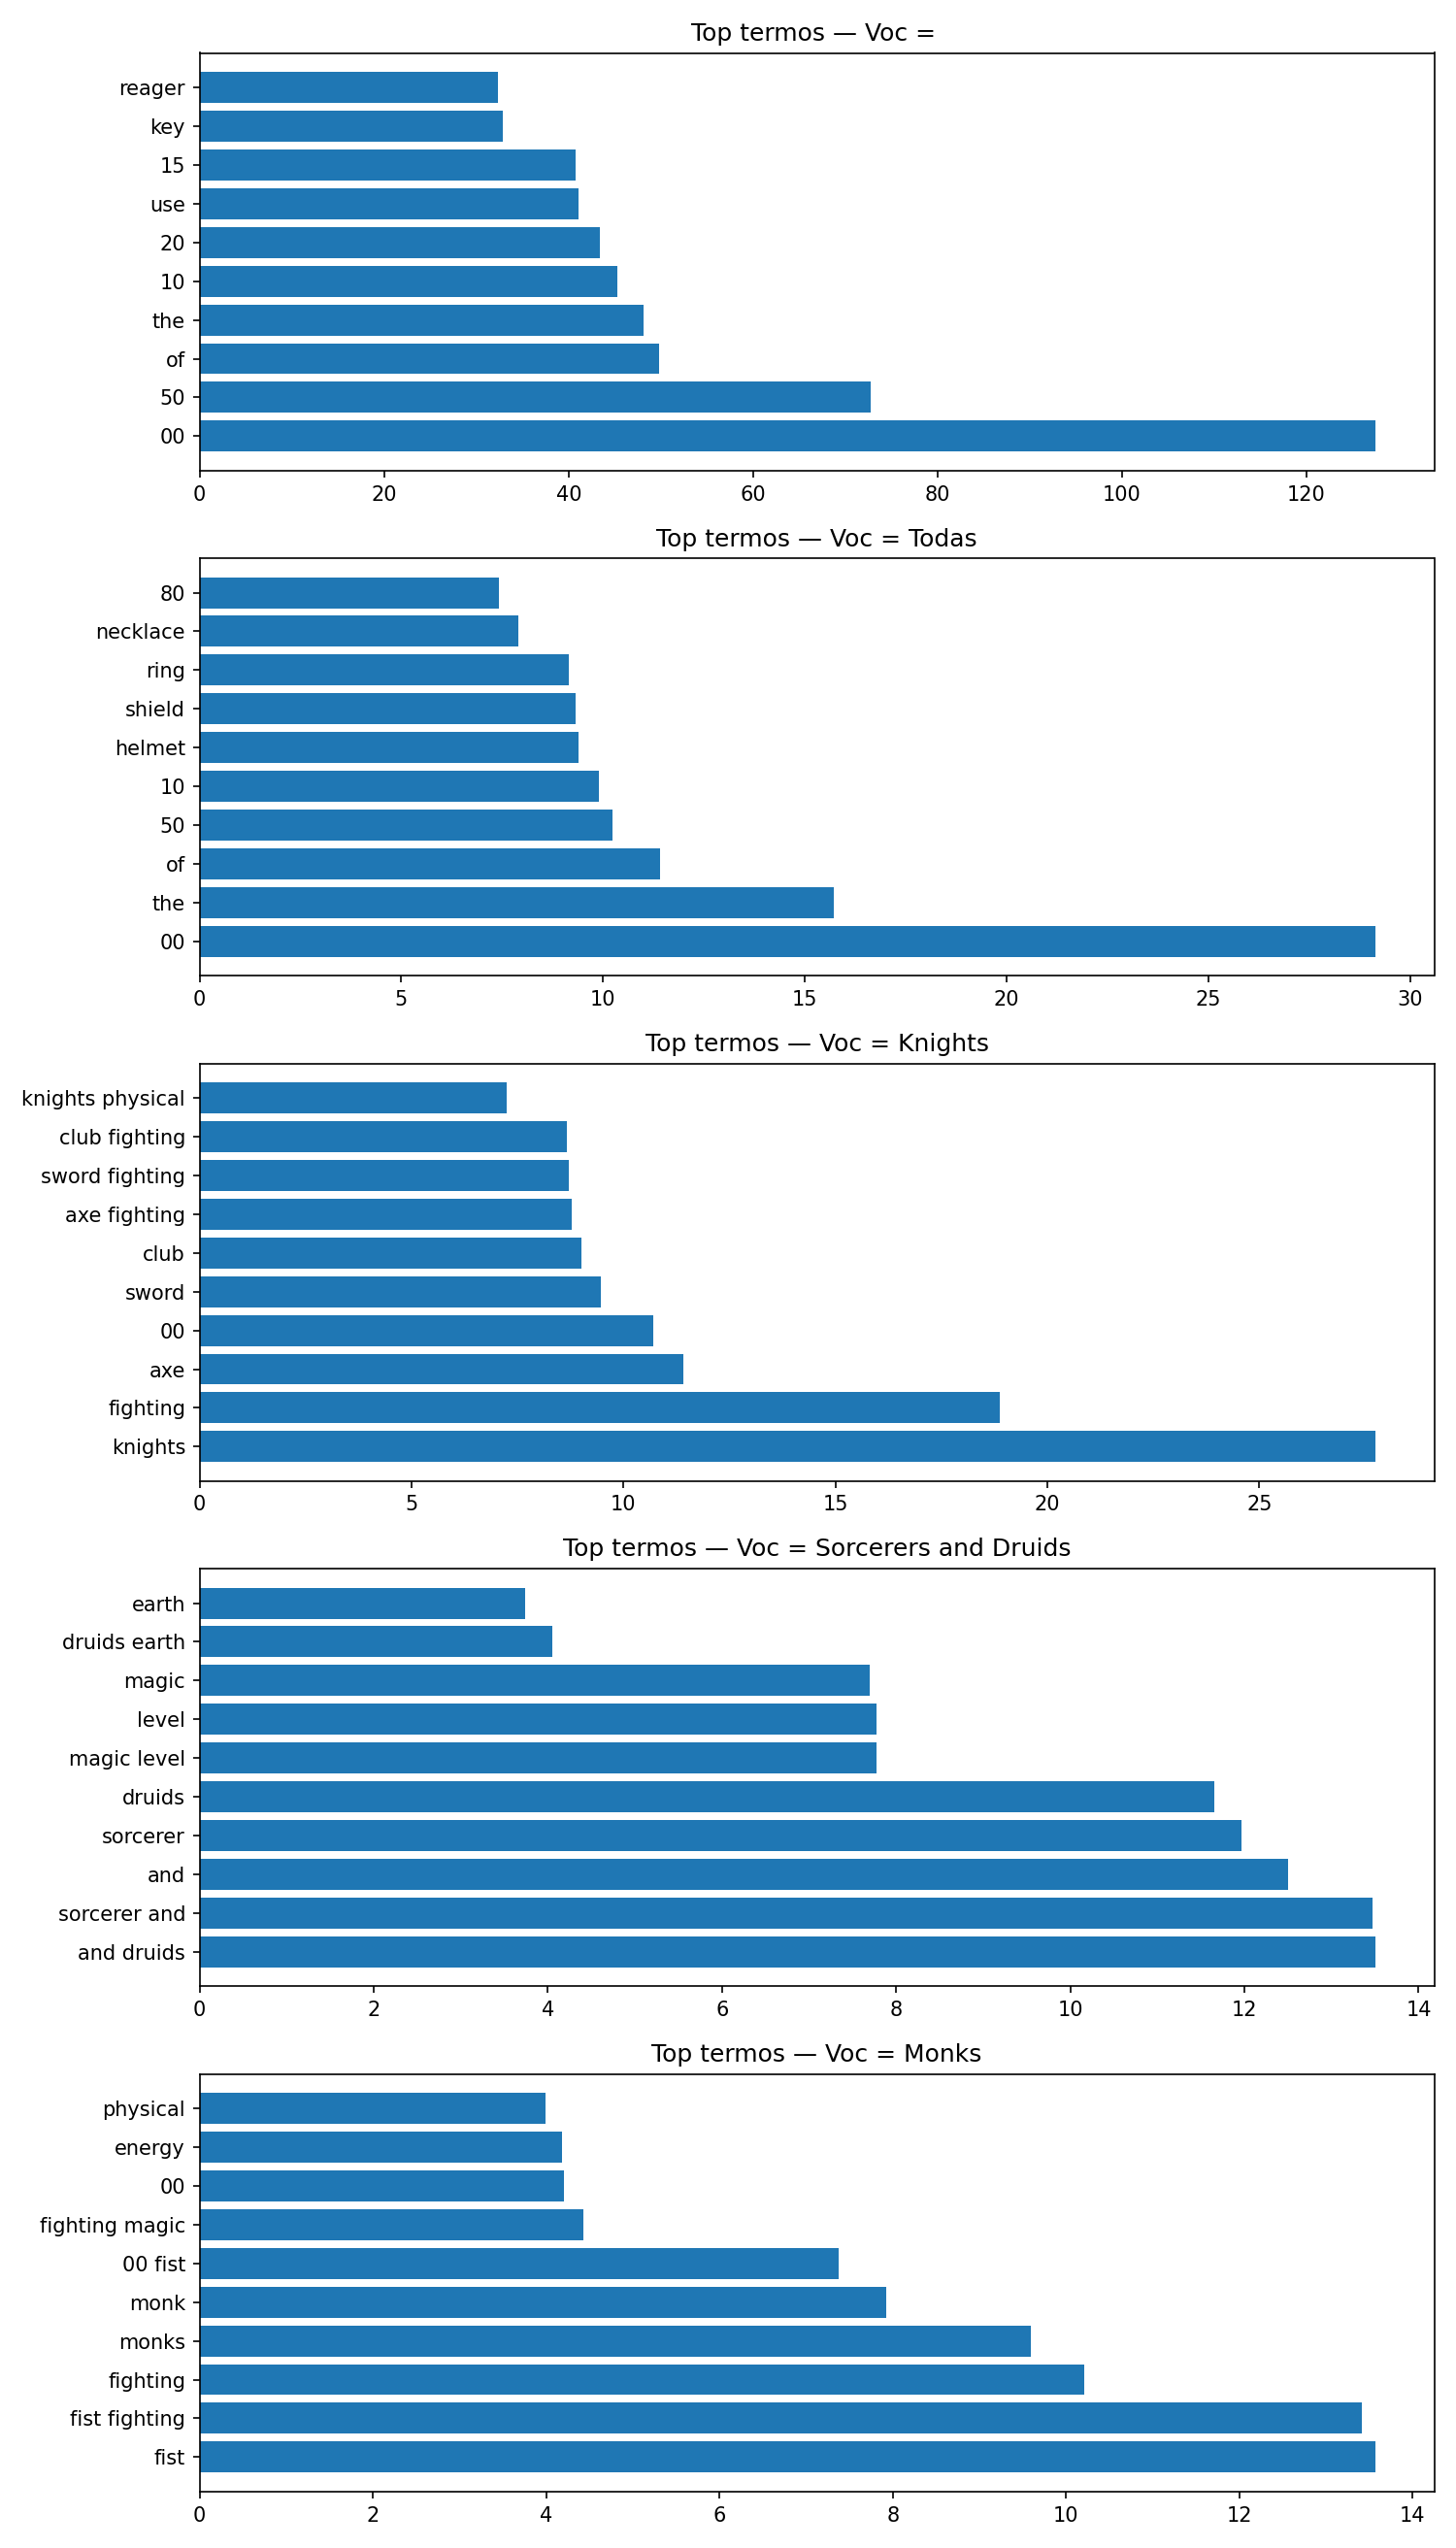 Top termos — Voc =
reager
key
15
use
20
10
the
of
50
00
0 20 40 60 80 100 120
Top termos — Voc = Todas
80
necklace
ring
shield
helmet
10
50
of
the
00
0 5 10 15 20 25 30
Top termos — Voc = Knights
knights physical
club fighting
sword fighting
axe fighting
club
sword
00
axe
fighting
knights
0 5 10 15 20 25
Top termos — Voc = Sorcerers and Druids
earth
druids earth
magic
level
magic level
druids
sorcerer
and
sorcerer and
and druids
0 2 4 6 8 10 12 14
Top termos — Voc = Monks
physical
energy
00
fighting magic
00 fist
monk
monks
fighting
fist fighting
fist
0 2 4 6 8 10 12 14